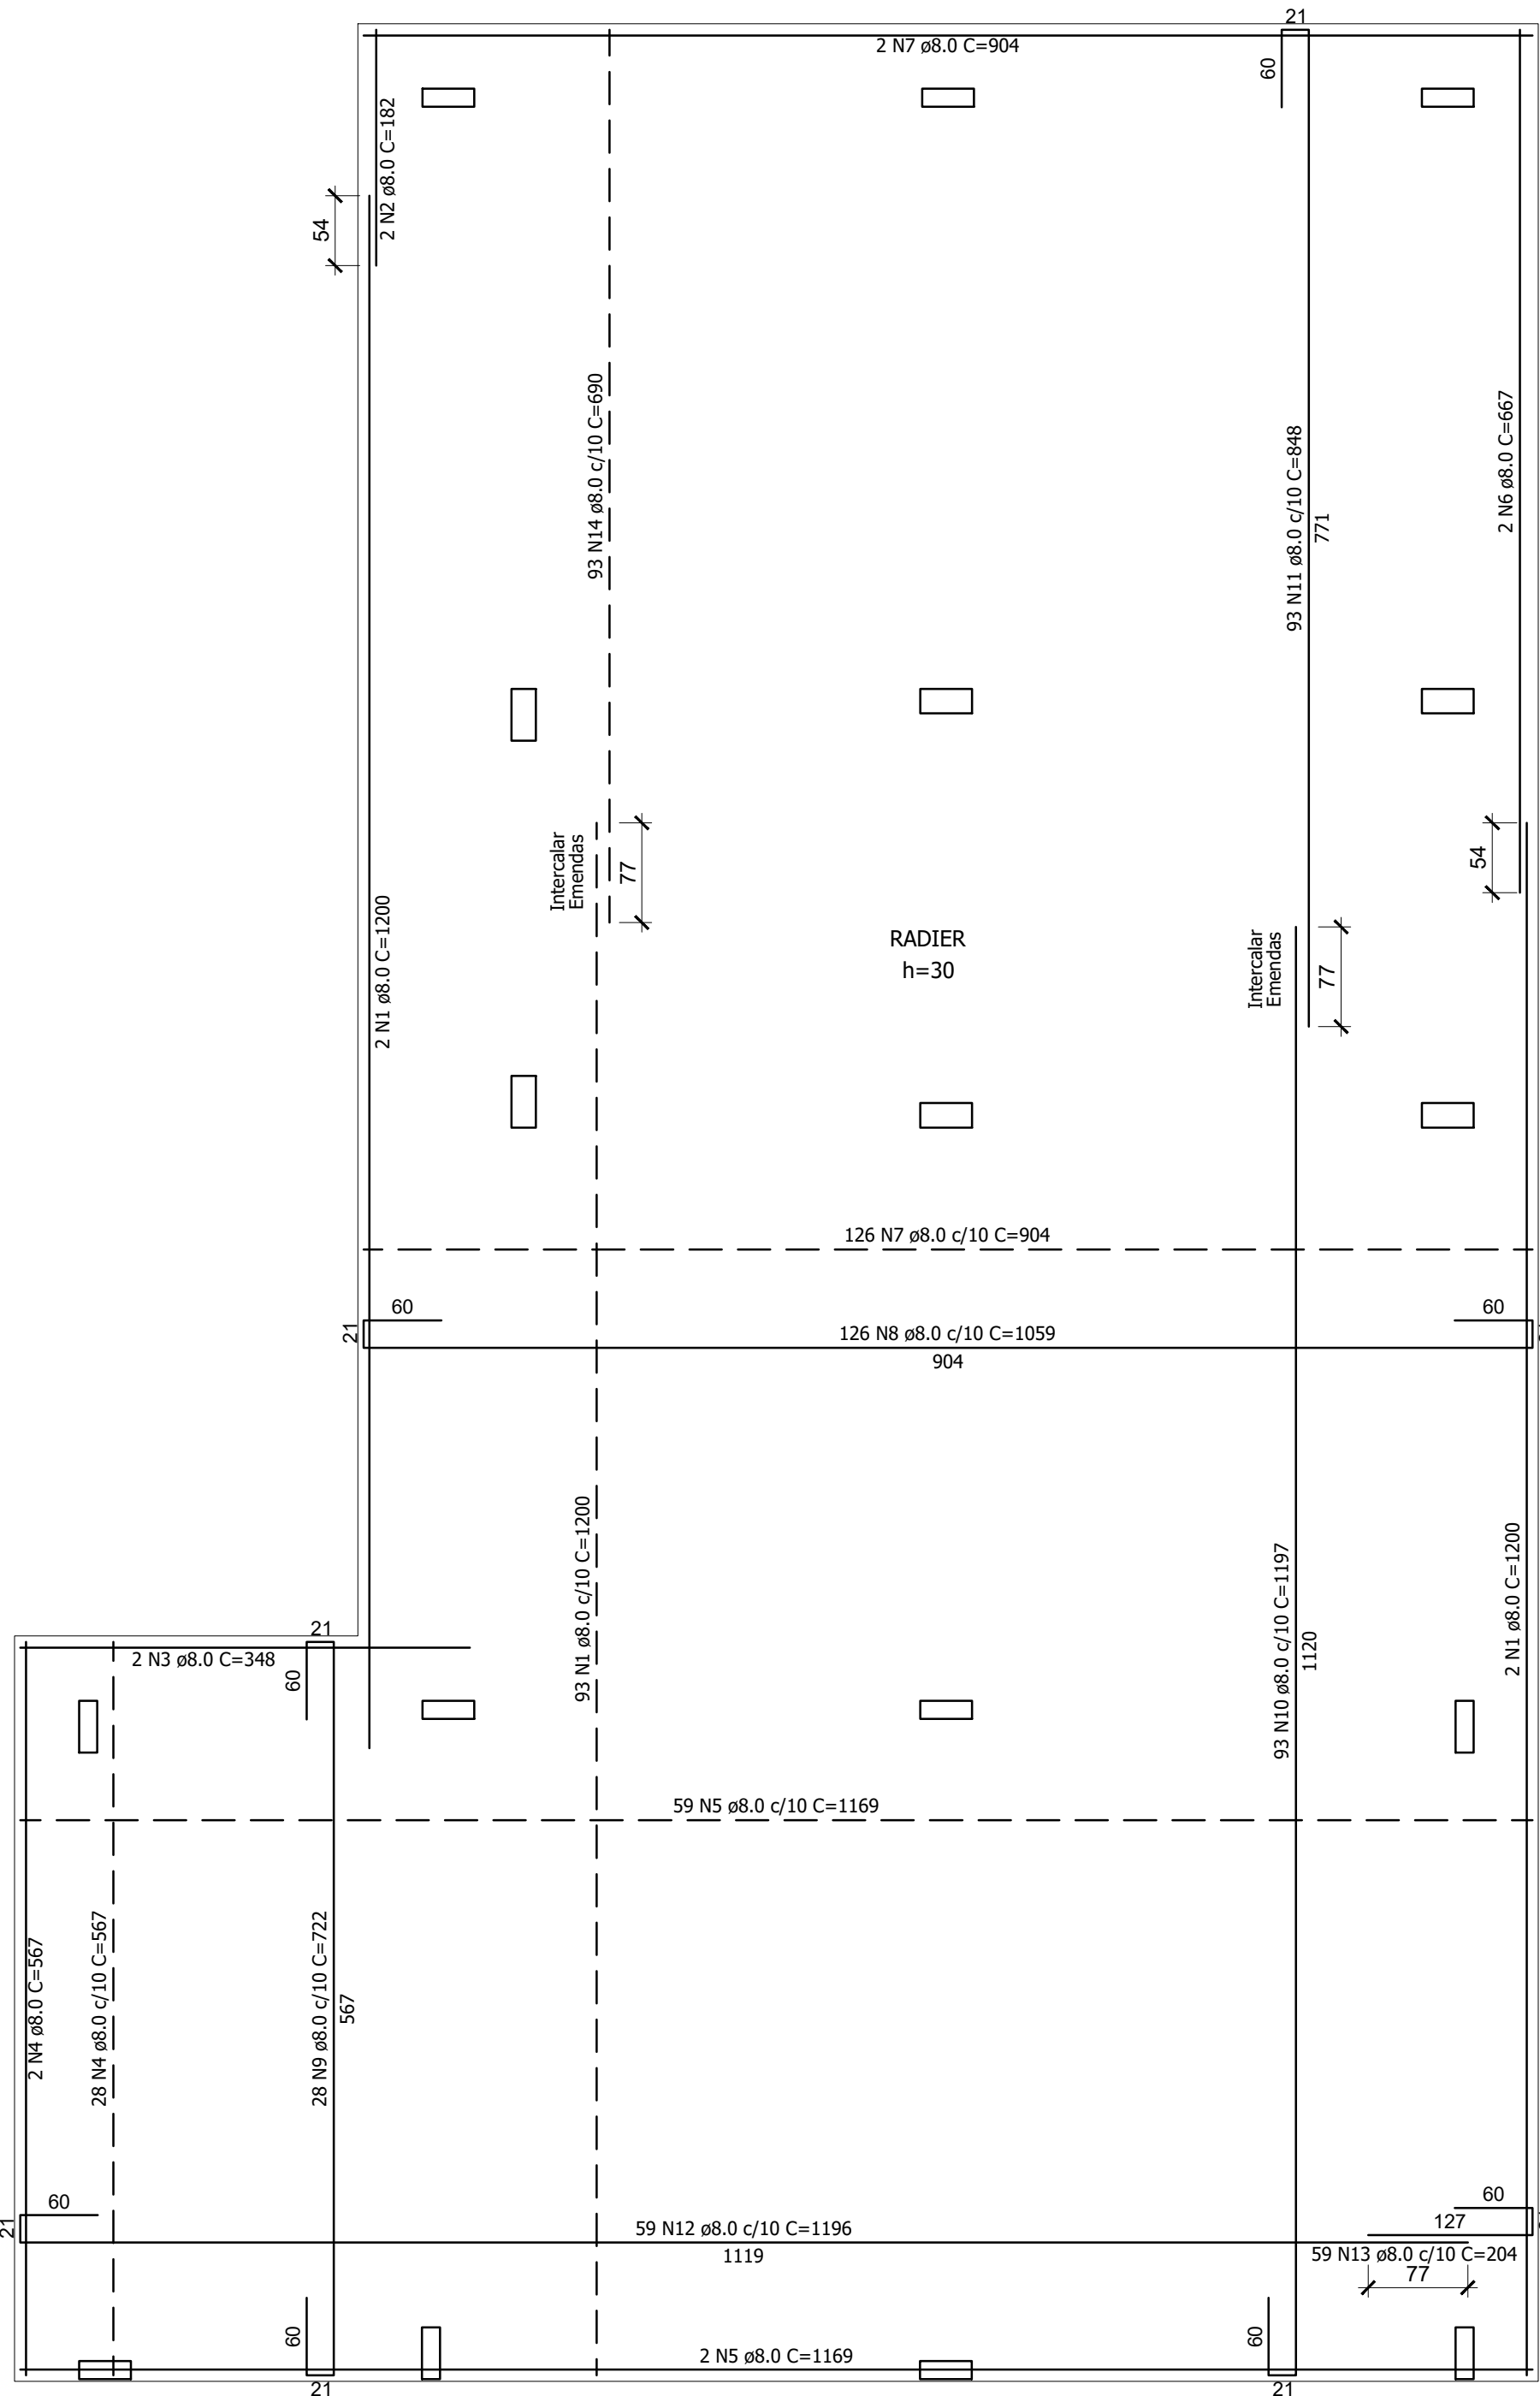 21
2 N7 ø8.0 C=904
60
2 N2 ø8.0 C=182
54
93 N14 ø8.0 c/10 C=690
93 N11 ø8.0 c/10 C=848
771
2 N6 ø8.0 C=667
Intercalar
Emendas
77
54
2 N1 ø8.0 C=1200
RADIER
h=30
Intercalar
Emendas
77
126 N7 ø8.0 c/10 C=904
60
60
21
126 N8 ø8.0 c/10 C=1059
904
93 N1 ø8.0 c/10 C=1200
93 N10 ø8.0 c/10 C=1197
1120
2 N1 ø8.0 C=1200
21
2 N3 ø8.0 C=348
60
59 N5 ø8.0 c/10 C=1169
2 N4 ø8.0 C=567
28 N4 ø8.0 c/10 C=567
28 N9 ø8.0 c/10 C=722
567
60
60
21
127
59 N12 ø8.0 c/10 C=1196
1119
59 N13 ø8.0 c/10 C=204
77
60
60
2 N5 ø8.0 C=1169
21
21